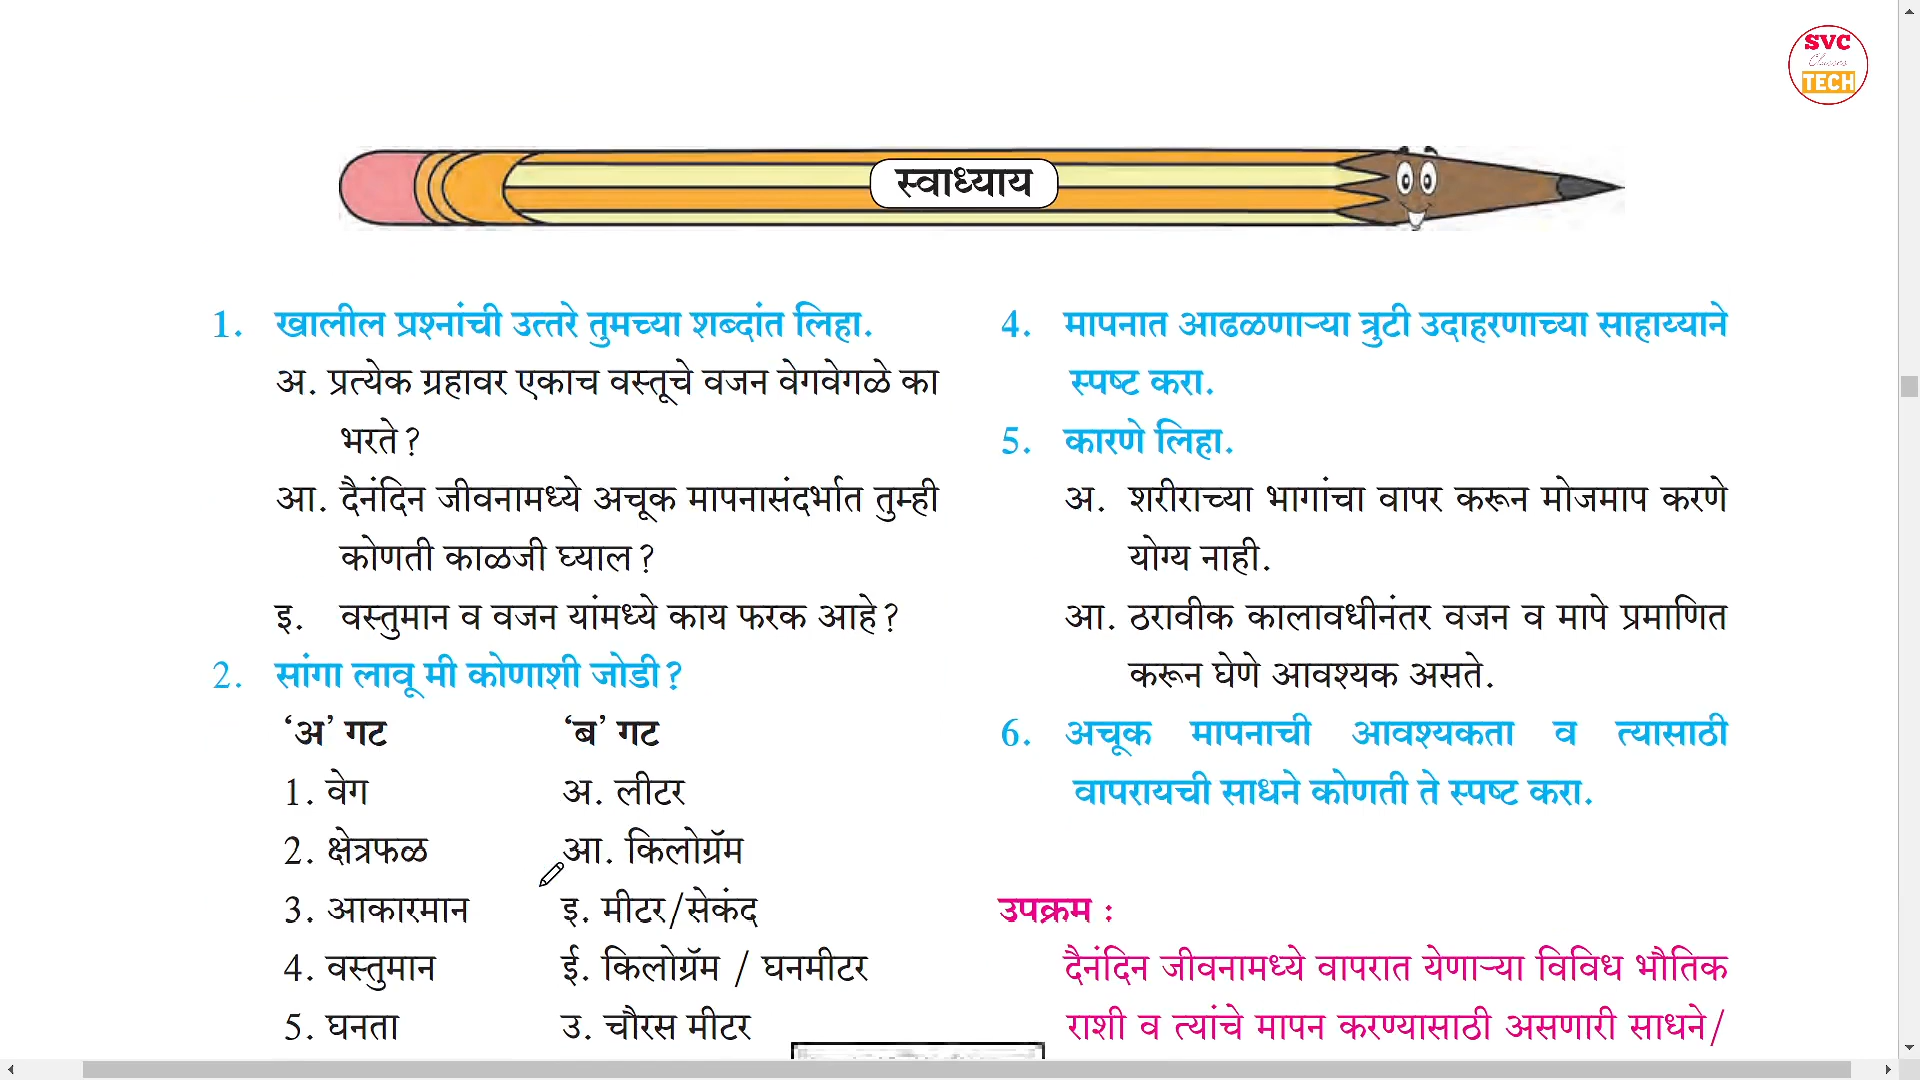 SVC
Classes
TECH
स्वाध्याय
1. खालील प्रश्नांची उत्तरे तुमच्या शब्दांत लिहा.
अ. प्रत्येक ग्रहावर एकाच वस्तूचे वजन वेगवेगळे का
भरते?
आ. दैनंदिन जीवनामध्ये अचूक मापनासंदर्भात तुम्ही
कोणती काळजी घ्याल?
इ. वस्तुमान व वजन यांमध्ये काय फरक आहे?
2. सांगा लावू मी कोणाशी जोडी?
‘अ’ गट ‘ब’ गट
1. वेग अ. लीटर
2. क्षेत्रफळ आ. किलोग्रॅम
3. आकारमान इ. मीटर/सेकंद
4. वस्तुमान ई. किलोग्रॅम / घनमीटर
5. घनता उ. चौरस मीटर
4. मापनात आढळणाऱ्या त्रुटी उदाहरणाच्या साहाय्याने
स्पष्ट करा.
5. कारणे लिहा.
अ. शरीराच्या भागांचा वापर करून मोजमाप करणे
योग्य नाही.
आ. ठरावीक कालावधीनंतर वजन व मापे प्रमाणित
करून घेणे आवश्यक असते.
6. अचूक मापनाची आवश्यकता व त्यासाठी
वापरायची साधने कोणती ते स्पष्ट करा.
उपक्रम :
दैनंदिन जीवनामध्ये वापरात येणाऱ्या विविध भौतिक
राशी व त्यांचे मापन करण्यासाठी असणारी साधने/